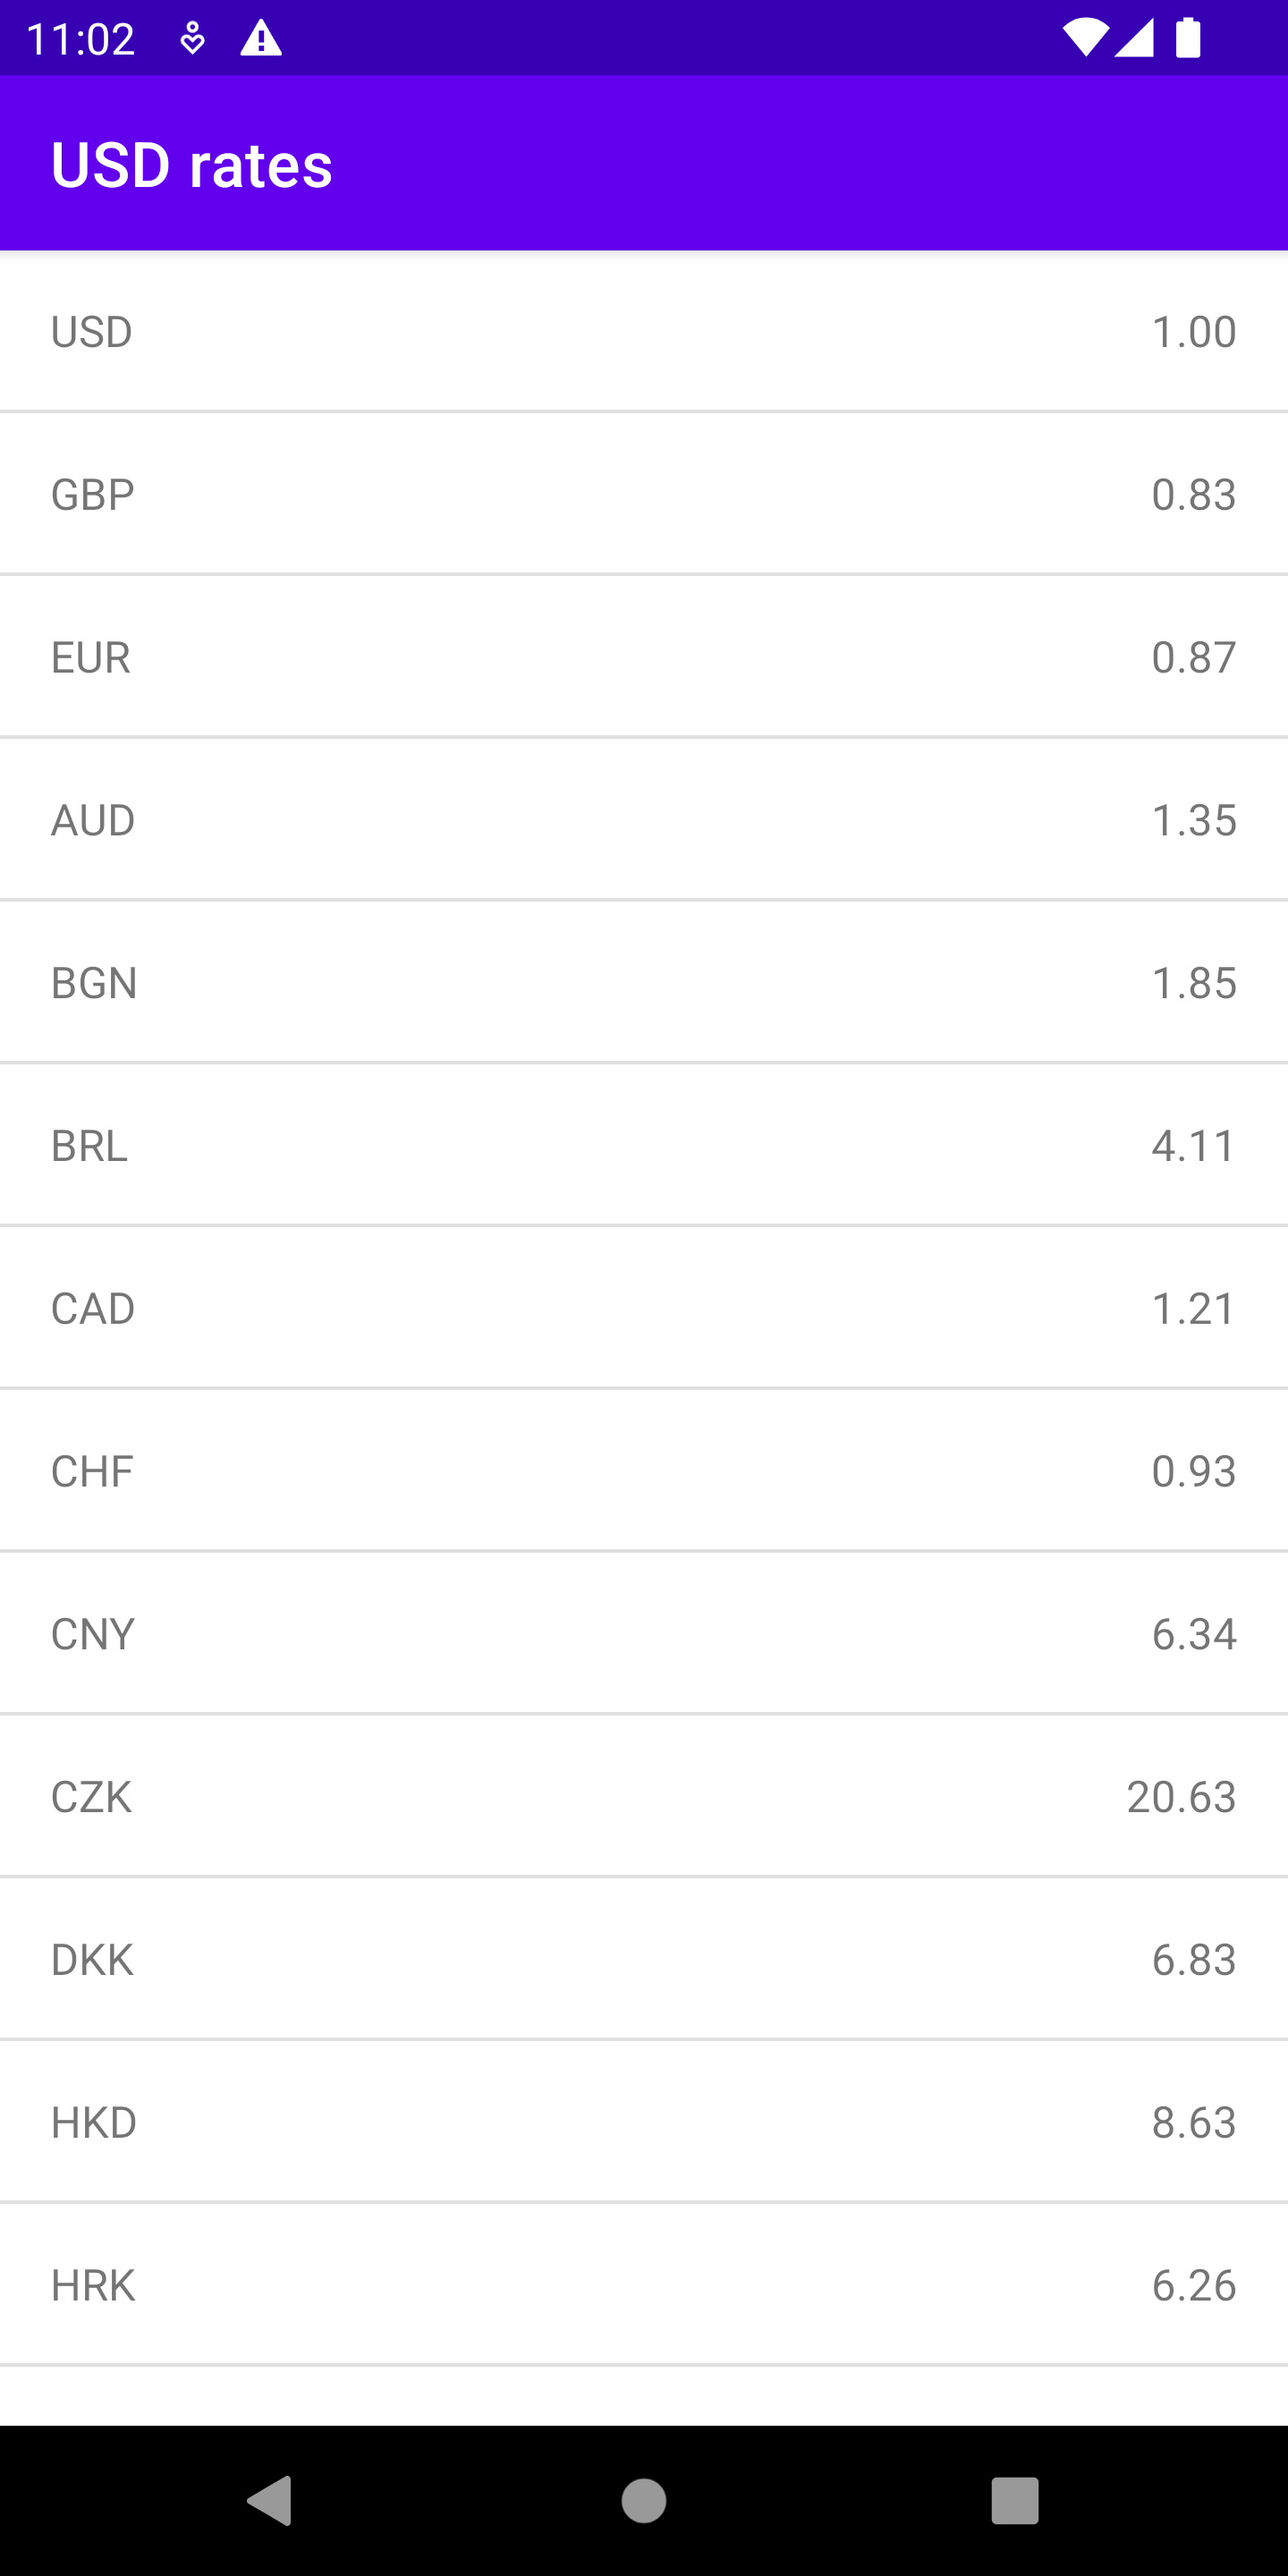 11:02
USD rates
USD 1.00
GBP 0.83
EUR 0.87
AUD 1.35
BGN 1.85
BRL 4.11
CAD 1.21
CHF 0.93
CNY 6.34
CZK 20.63
DKK 6.83
HKD 8.63
HRK 6.26